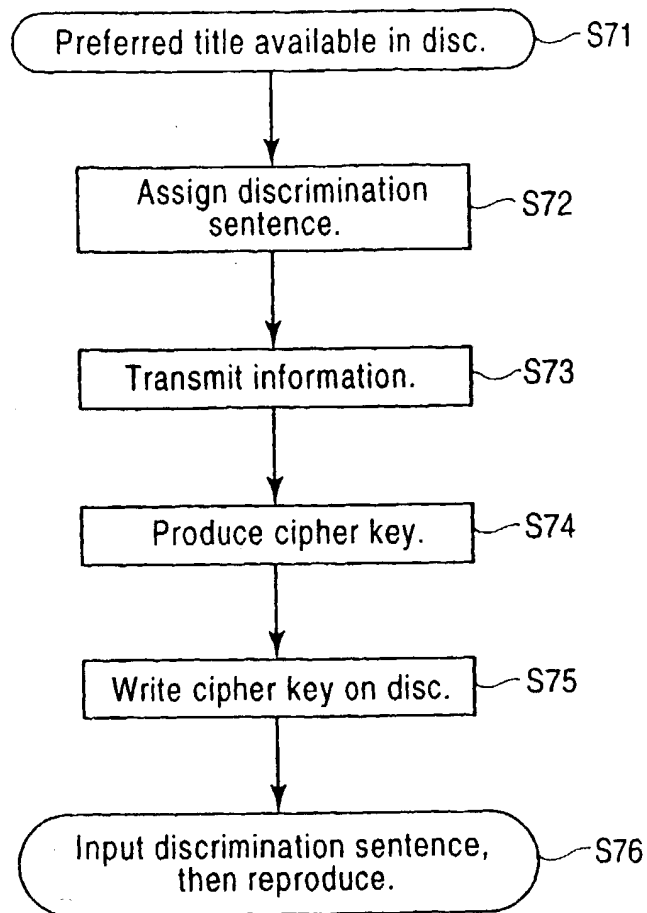 Preferred title available in disc. S71
Assign discrimination
sentence. S72
Transmit information. S73
Produce cipher key. S74
Write cipher key on disc. S75
Input discrimination sentence,
then reproduce. S76